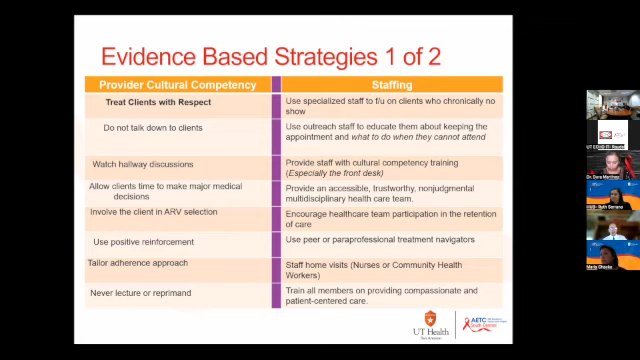 Evidence Based Strategies 1 of 2
Provider Cultural Competency
Staffing
Treat Clients with Respect
Use specialized staff to f/u on clients who chronically no
show
Do not talk down to clients
Use outreach staff to educate them about keeping the
appointment and what to do when they cannot attend
Watch hallway discussions
Provide staff with cultural competency training
(Especially the front desk)
Allow clients time to make major medical
decisions
Provide an accessible, trustworthy, nonjudgmental
multidisciplinary health care team.
Involve the client in ARV selection
Encourage healthcare team participation in the retention
of care
Use positive reinforcement
Use peer or paraprofessional treatment navigators
Tailor adherence approach
Staff home visits (Nurses or Community Health
Workers)
Never lecture or reprimand
Train all members on providing compassionate and
patient-centered care.
UT Health
AETC
South Central